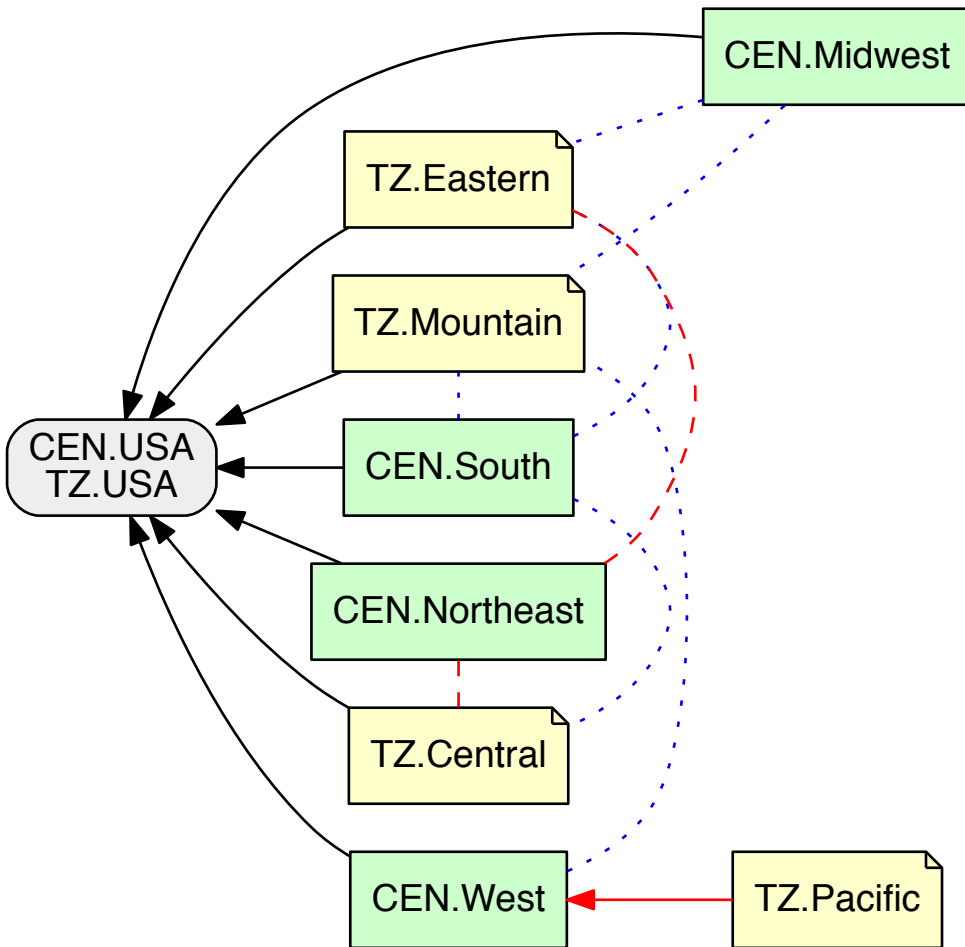 CEN.Midwest
TZ.Eastern
TZ.Mountain
CEN.USA
TZ.USA
CEN.South
CEN.Northeast
TZ.Central
CEN.West
TZ.Pacific